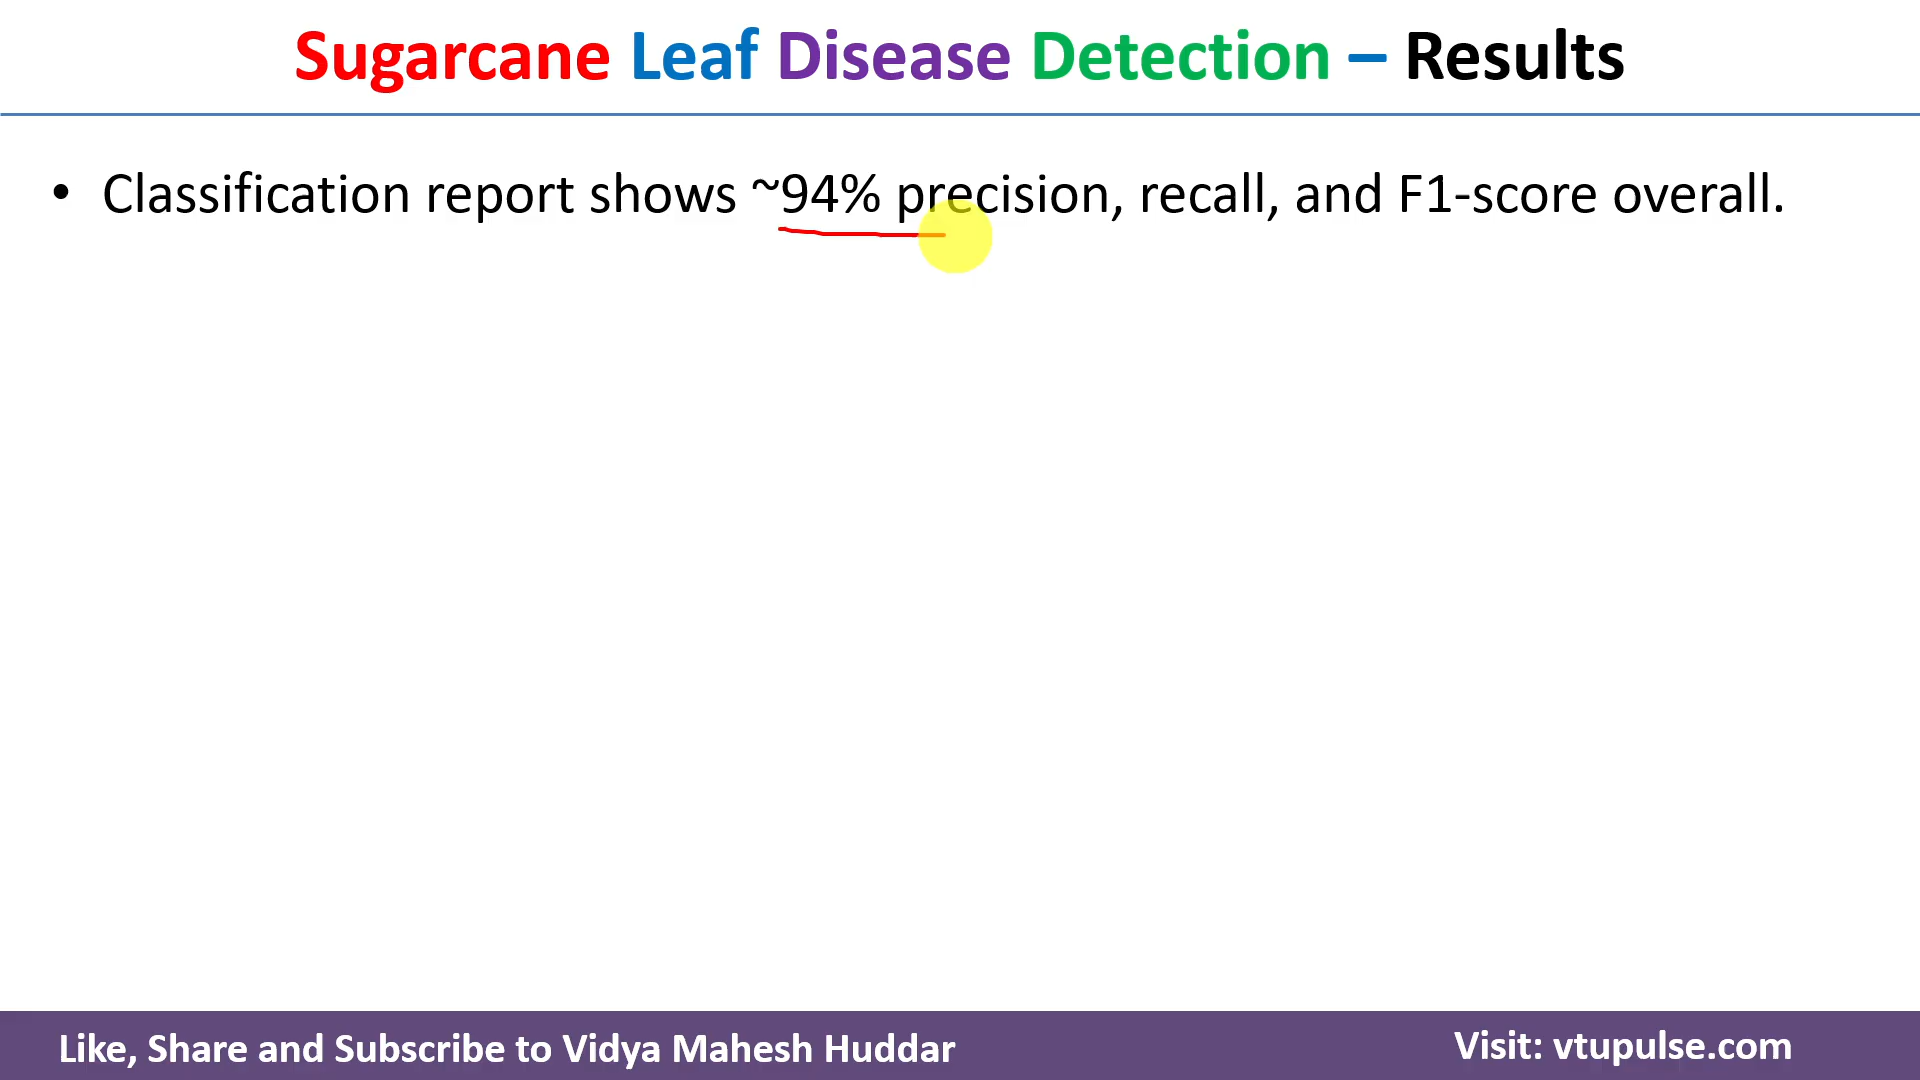 Sugarcane Leaf Disease Detection – Results
• Classification report shows ~94% precision, recall, and F1-score overall.
Like, Share and Subscribe to Vidya Mahesh Huddar
Visit: vtupulse.com